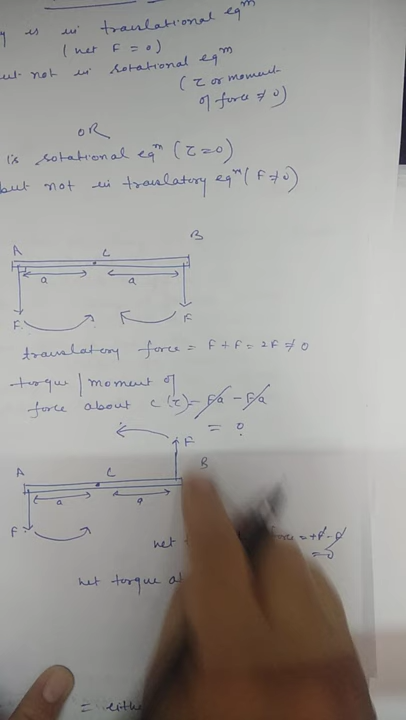 is in translational eqᵐ
( net F = 0 )
but not in rotational eqᵐ
( τ or moment
of force ≠ 0 )
OR
is rotational eqᵐ ( τ = 0 )
but not in translatory eqᵐ ( F ≠ 0 )
A C B
a a
F F
translatory force = F + F = 2F ≠ 0
torque | moment of
force about C (τ) = Fa - Fa
= 0
F
A C B
a a
F
net = +F - F
= 0
net torque
= either